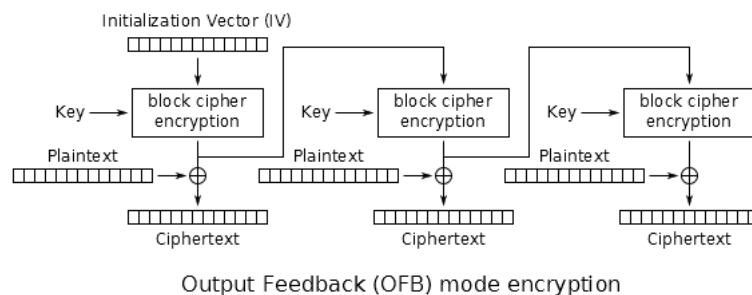 Initialization Vector (IV)
Key
block cipher
encryption
Key
block cipher
encryption
Key
block cipher
encryption
Plaintext
Plaintext
Plaintext
Ciphertext
Ciphertext
Ciphertext
Output Feedback (OFB) mode encryption